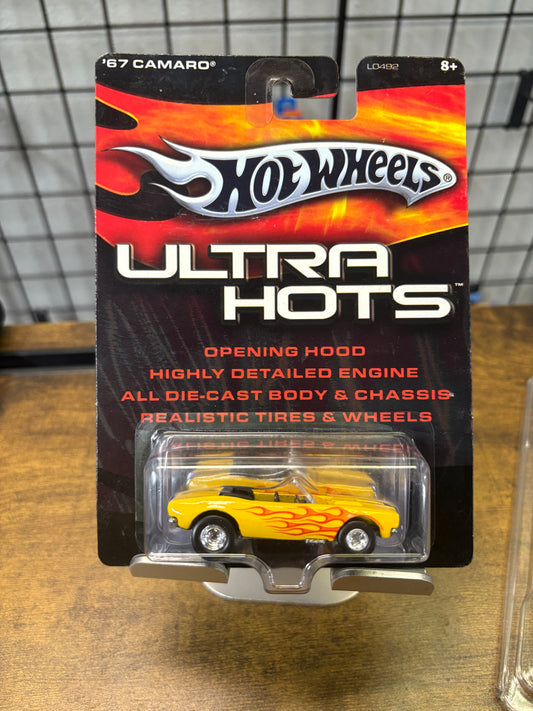 '67 CAMARO®
L0492
8+
HOT WHEELS®
ULTRA
HOTS™
OPENING HOOD
HIGHLY DETAILED ENGINE
ALL DIE-CAST BODY & CHASSIS
REALISTIC TIRES & WHEELS